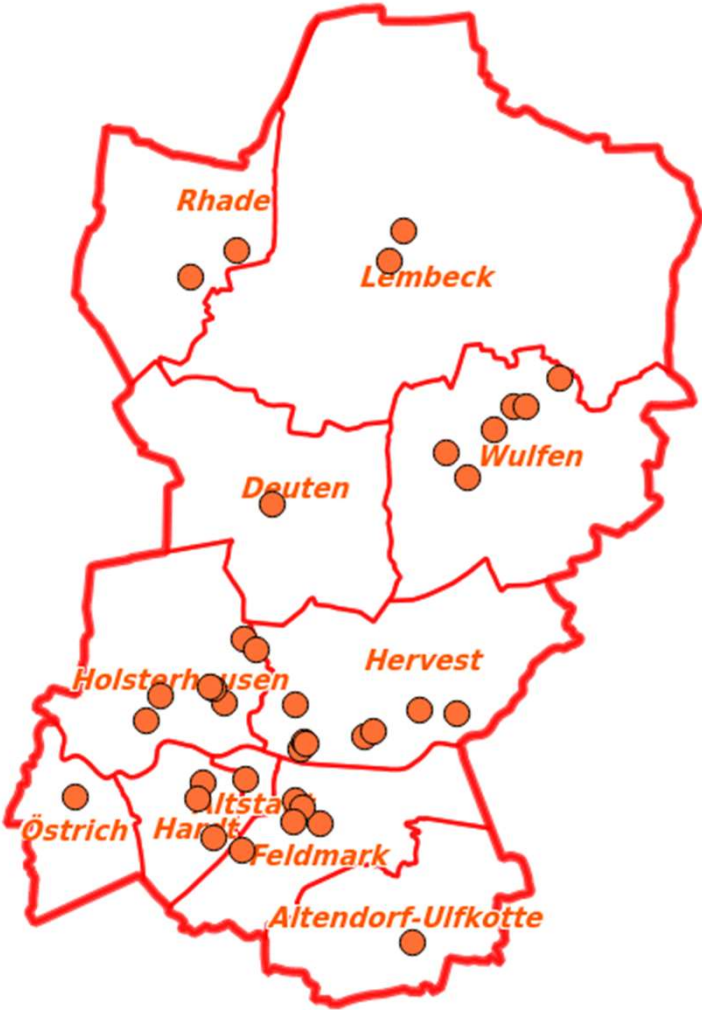 Rhade
Lembeck
Wulfen
Deuten
Hervest
Holsterhausen
Altstadt
Östrich
Hardt
Feldmark
Altendorf-Ulfkotte